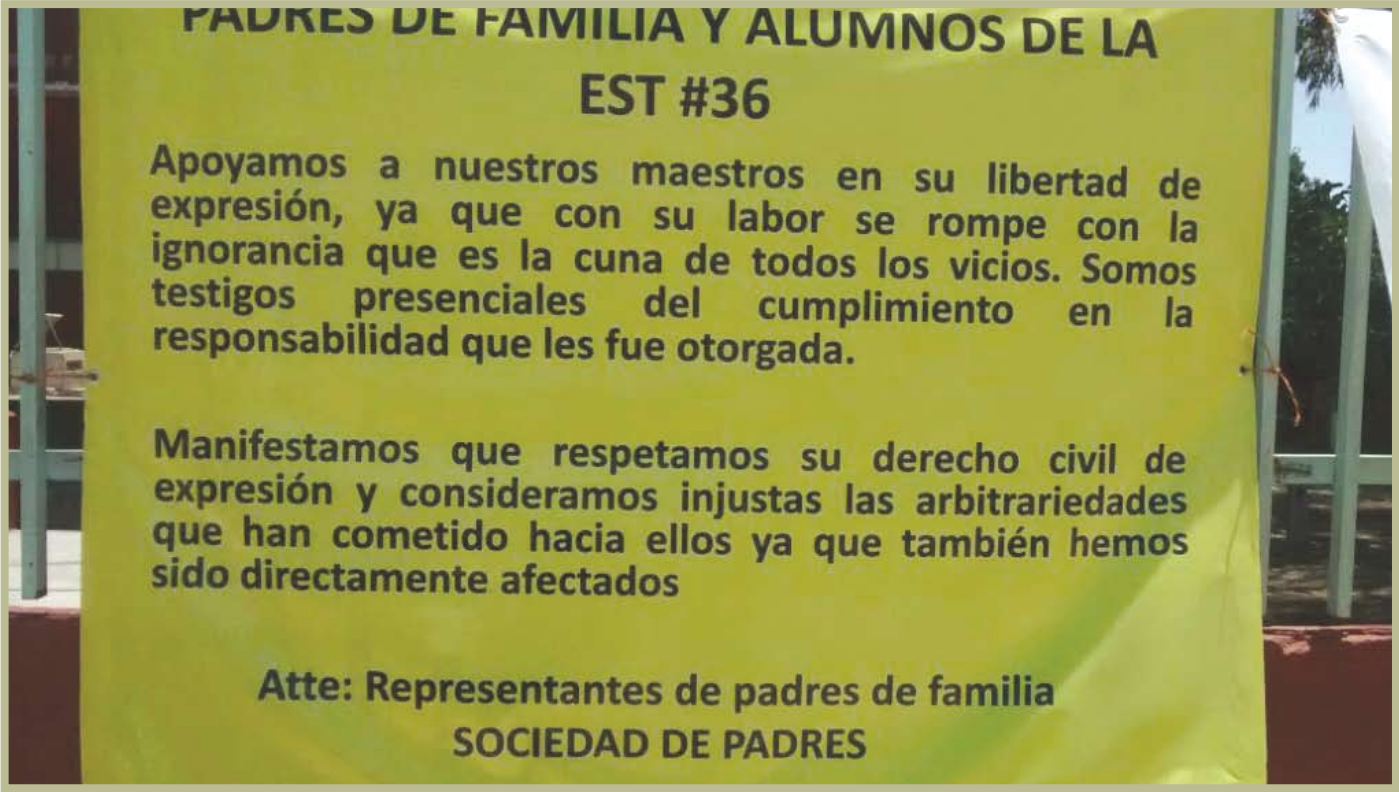 PADRES DE FAMILIA Y ALUMNOS DE LA
EST #36
Apoyamos a nuestros maestros en su libertad de
expresión, ya que con su labor se rompe con la
ignorancia que es la cuna de todos los vicios. Somos
testigos presenciales del cumplimiento en la
responsabilidad que les fue otorgada.
Manifestamos que respetamos su derecho civil de
expresión y consideramos injustas las arbitrariedades
que han cometido hacia ellos ya que también hemos
sido directamente afectados
Atte: Representantes de padres de familia
SOCIEDAD DE PADRES